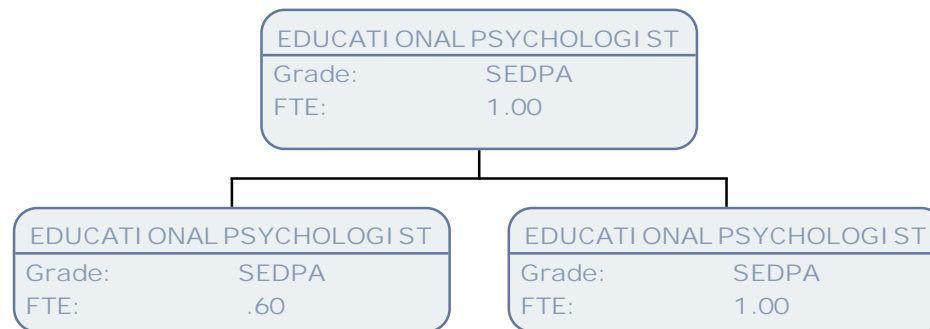 EDUCATIONAL PSYCHOLOGIST
Grade: SEDPA
FTE: 1.00
EDUCATIONAL PSYCHOLOGIST
Grade: SEDPA
FTE: .60
EDUCATIONAL PSYCHOLOGIST
Grade: SEDPA
FTE: 1.00